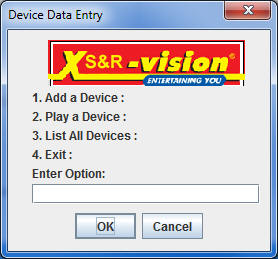 Device Data Entry
X S&R -vision ©
ENTERTAINING YOU
1. Add a Device :
2. Play a Device :
3. List All Devices :
4. Exit :
Enter Option:
OK Cancel